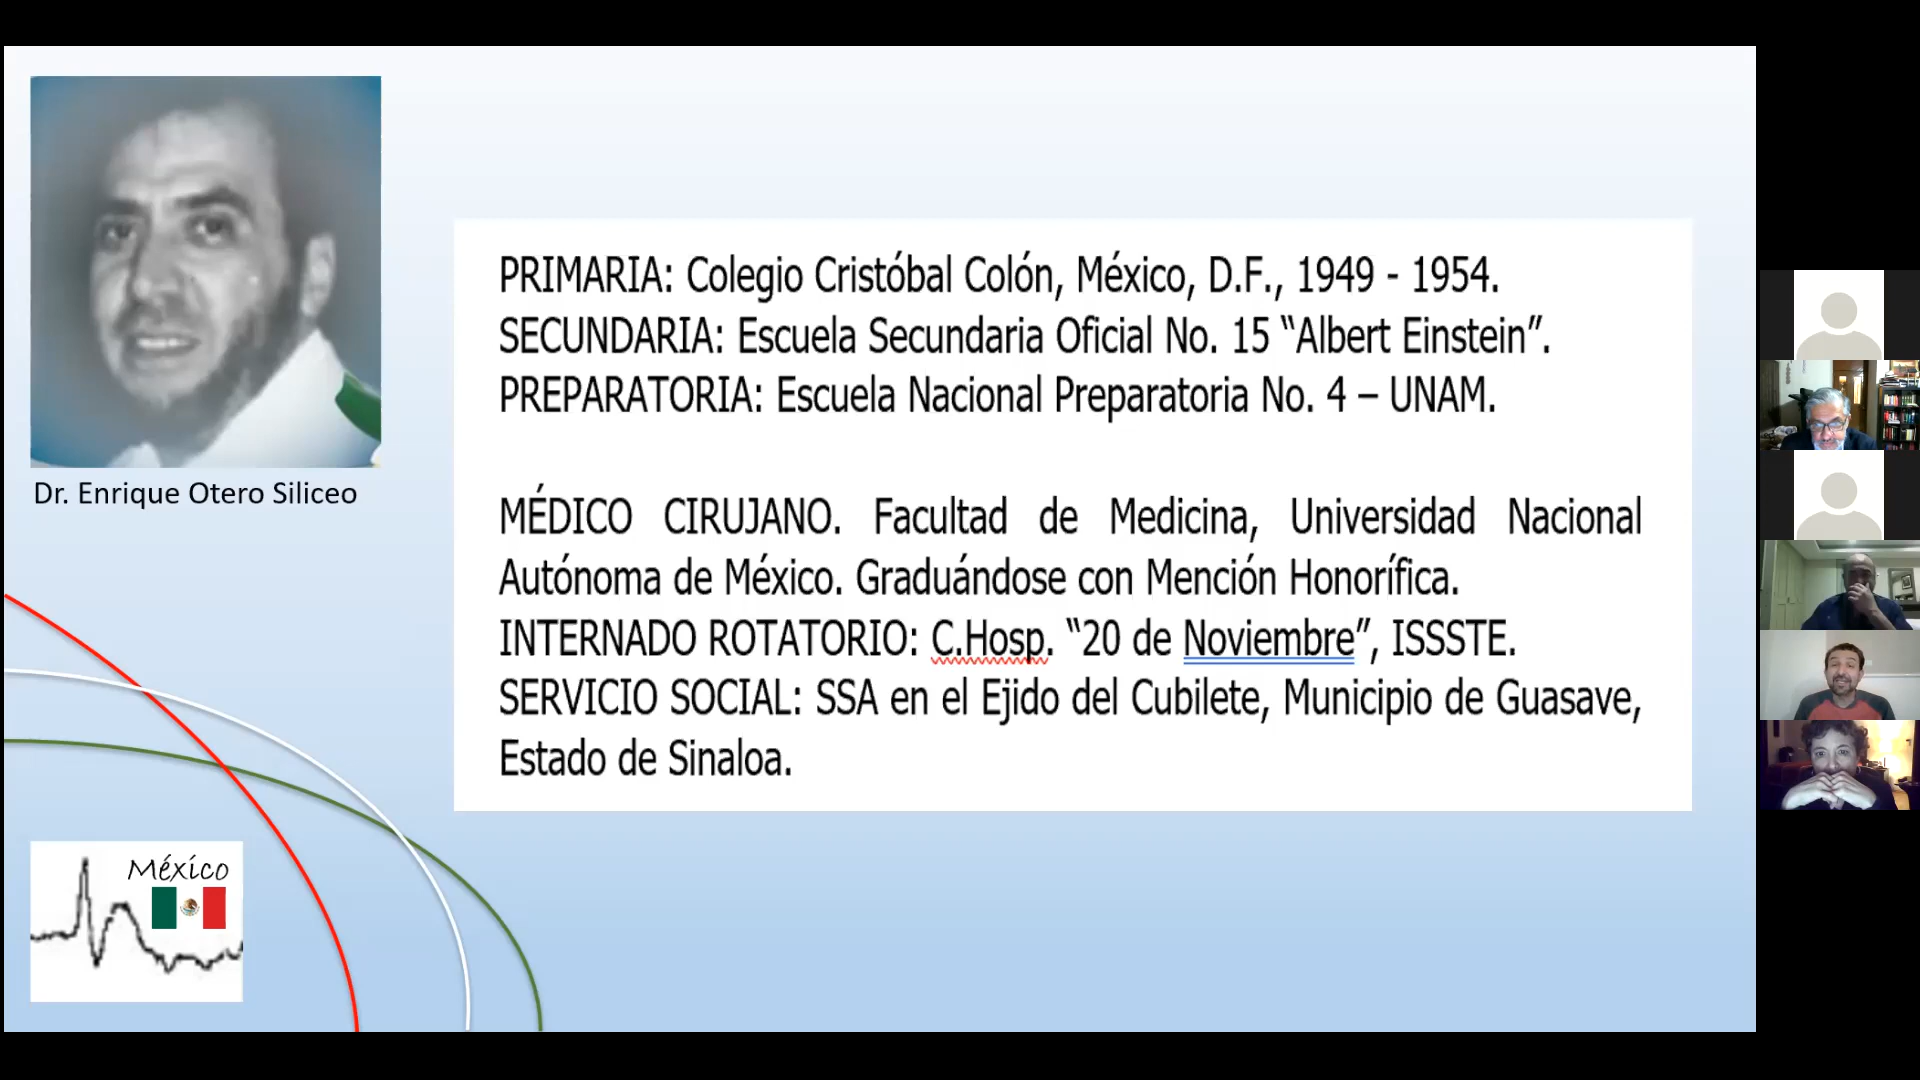 Dr. Enrique Otero Siliceo
PRIMARIA: Colegio Cristóbal Colón, México, D.F., 1949 - 1954.
SECUNDARIA: Escuela Secundaria Oficial No. 15 “Albert Einstein”.
PREPARATORIA: Escuela Nacional Preparatoria No. 4 – UNAM.
MÉDICO CIRUJANO. Facultad de Medicina, Universidad Nacional
Autónoma de México. Graduándose con Mención Honorífica.
INTERNADO ROTATORIO: C.Hosp. “20 de Noviembre”, ISSSTE.
SERVICIO SOCIAL: SSA en el Ejido del Cubilete, Municipio de Guasave,
Estado de Sinaloa.
México